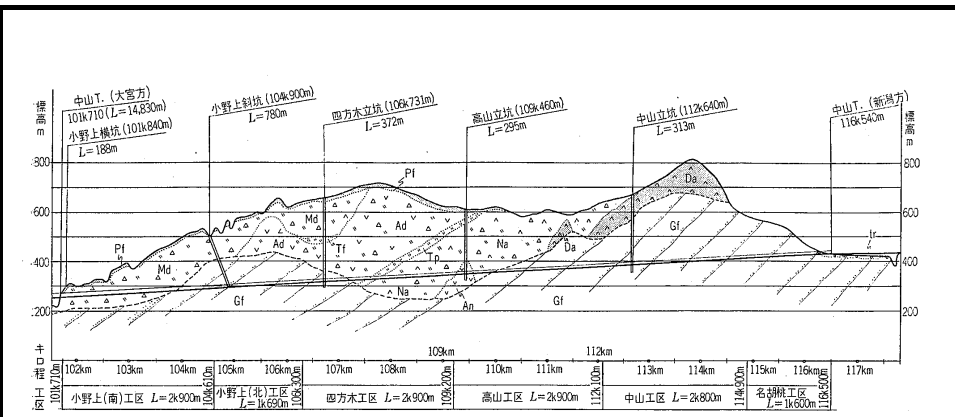 中山T. (大宮方)
101k710 (L=14,830m)
小野上横坑 (101k840m)
L=188m
小野上斜坑 (104k900m)
L=780m
四方木立坑 (106k731m)
L=372m
高山立坑 (109k460m)
L=295m
中山立坑 (112k640m)
L=313m
中山T. (新潟方)
116k540m
標高m
標高m
800
800
600
600
400
400
200
200
Pf
Pf
Md
Md
Ad
Ad
Tf
Tp
Na
Na
An
Da
Da
Gf
Gf
Gf
tr
キロ程
101k710m
102km
103km
104km
104k610m
105km
106km
106k300m
107km
108km
109km
109k200m
110km
111km
112km
112k100m
113km
114km
114k900m
115km
116km
116k500m
117km
工区
小野上(南)工区 L=2k900m
小野上(北)工区
L=1k690m
四方木工区 L=2k900m
高山工区 L=2k900m
中山工区 L=2k800m
名胡桃工区
L=1k600m